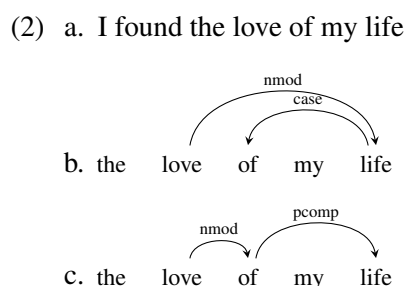 (2) a. I found the love of my life
nmod
case
b. the love of my life
nmod pcomp
c. the love of my life